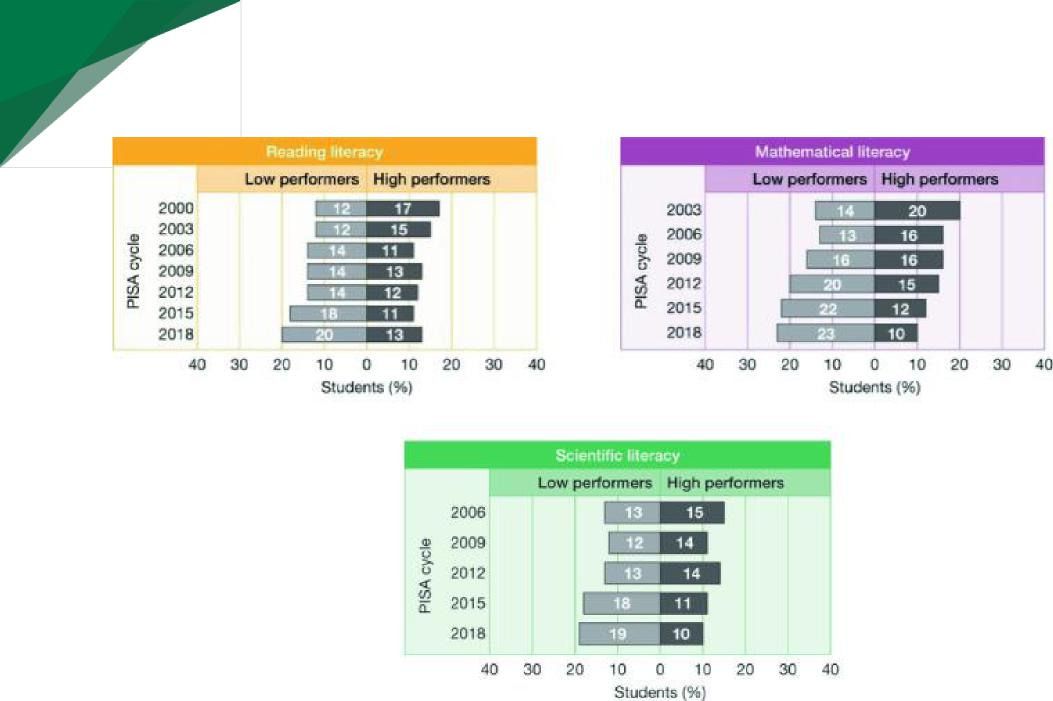 Reading literacy
Low performers High performers
PISA cycle
2000 12 17
2003 12 15
2006 14 11
2009 14 13
2012 14 12
2015 18 11
2018 20 13
40 30 20 10 0 10 20 30 40
Students (%)
Mathematical literacy
Low performers High performers
PISA cycle
2003 14 20
2006 13 16
2009 16 16
2012 20 15
2015 22 12
2018 23 10
40 30 20 10 0 10 20 30 40
Students (%)
Scientific literacy
Low performers High performers
PISA cycle
2006 13 15
2009 12 14
2012 13 14
2015 18 11
2018 19 10
40 30 20 10 0 10 20 30 40
Students (%)